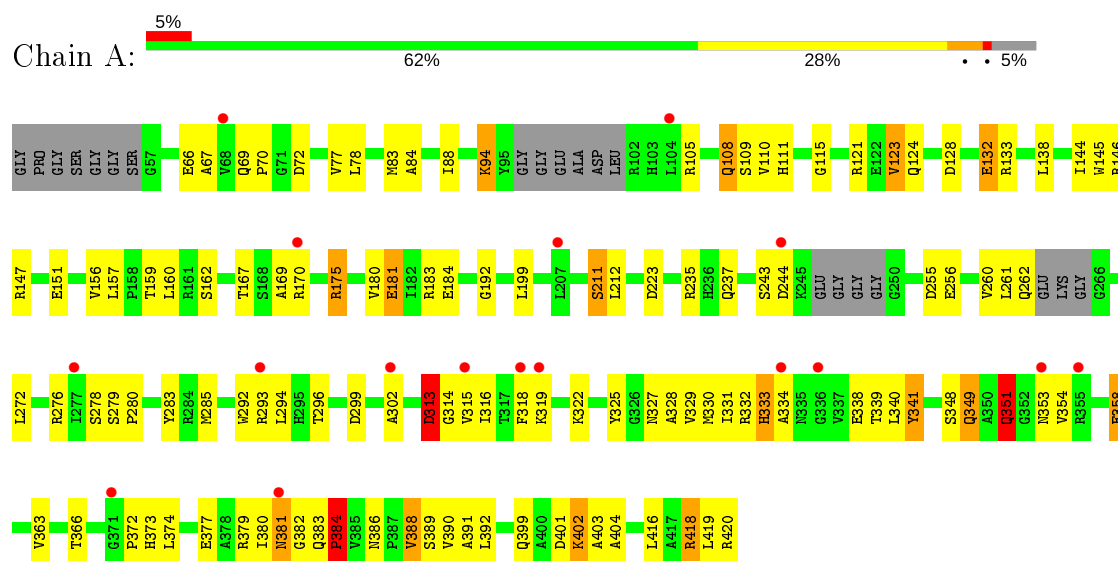 5%
Chain A:
62% 28% • • 5%
GLY PRO GLY SER GLY GLY SER G57 E66 A67 V68 Q69 P70 G71 D72 V77 L78 M83 A84 I88 K94 Y95 GLY GLY GLU ALA ASP LEU R102 H103 L104 R105 Q108 S109 V110 H111 G115 R121 E122 V123 Q124 D128 E132 R133 L138 I144 W145 R146
R147 E151 V156 L157 P158 T159 L160 R161 S162 T167 S168 A169 R170 R175 V180 E181 I182 R183 E184 G192 L199 L207 S211 L212 D223 R235 H236 Q237 S243 D244 K245 GLU GLY GLY GLY G250 D255 E256 V260 L261 Q262 GLU LYS GLY G266
L272 R276 I277 S278 S279 P280 Y283 R284 M285 W292 R293 L294 H295 T296 D299 A302 D313 G314 V315 I316 T317 F318 K319 K322 Y325 G326 N327 A328 V329 M330 I331 R332 H333 A334 N335 G336 V337 E338 T339 L340 Y341 S348 Q349 A350 Q351 G352 N353 V354 R355
V363 T366 G371 P372 H373 L374 E377 A378 R379 I380 N381 G382 Q383 P384 V385 N386 P387 V388 S389 V390 A391 L392 Q399 A400 D401 K402 A403 A404 L416 A417 R418 L419 R420